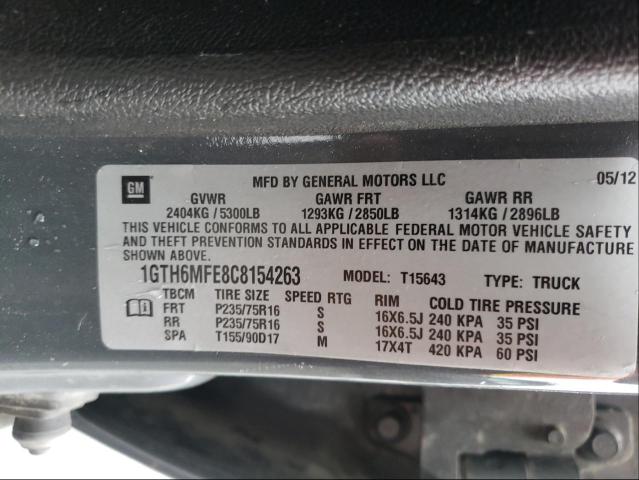 GM
MFD BY GENERAL MOTORS LLC 05/12
GVWR GAWR FRT GAWR RR
2404KG / 5300LB 1293KG / 2850LB 1314KG / 2896LB
THIS VEHICLE CONFORMS TO ALL APPLICABLE FEDERAL MOTOR VEHICLE SAFETY
AND THEFT PREVENTION STANDARDS IN EFFECT ON THE DATE OF MANUFACTURE
SHOWN ABOVE.
1GTH6MFE8C8154263 MODEL: T15643 TYPE: TRUCK
TBCM TIRE SIZE SPEED RTG RIM COLD TIRE PRESSURE
FRT P235/75R16 S 16X6.5J 240 KPA 35 PSI
RR P235/75R16 S 16X6.5J 240 KPA 35 PSI
SPA T155/90D17 M 17X4T 420 KPA 60 PSI